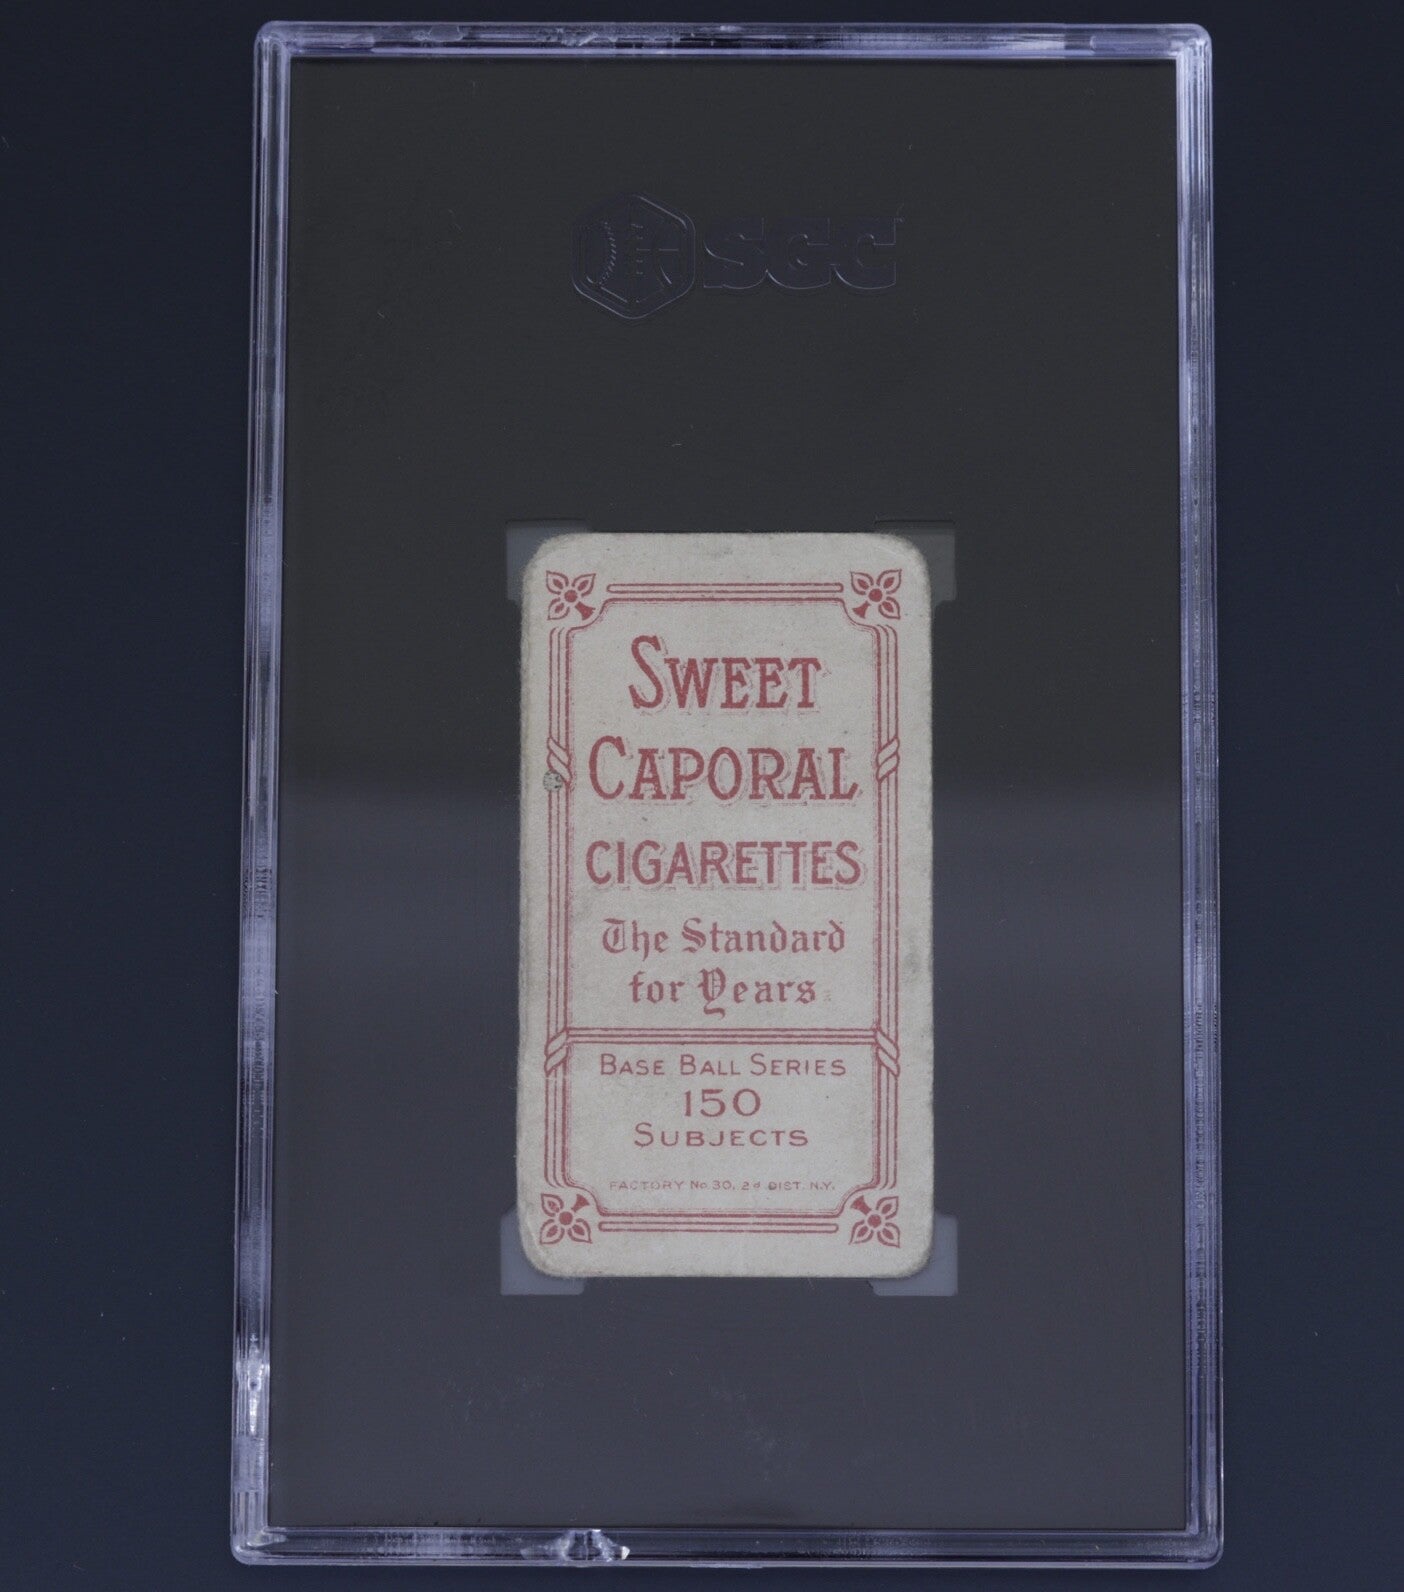 SGC
SWEET
CAPORAL
CIGARETTES
The Standard
for Years
BASE BALL SERIES
150
SUBJECTS
FACTORY No. 30, 2d DIST. N.Y.